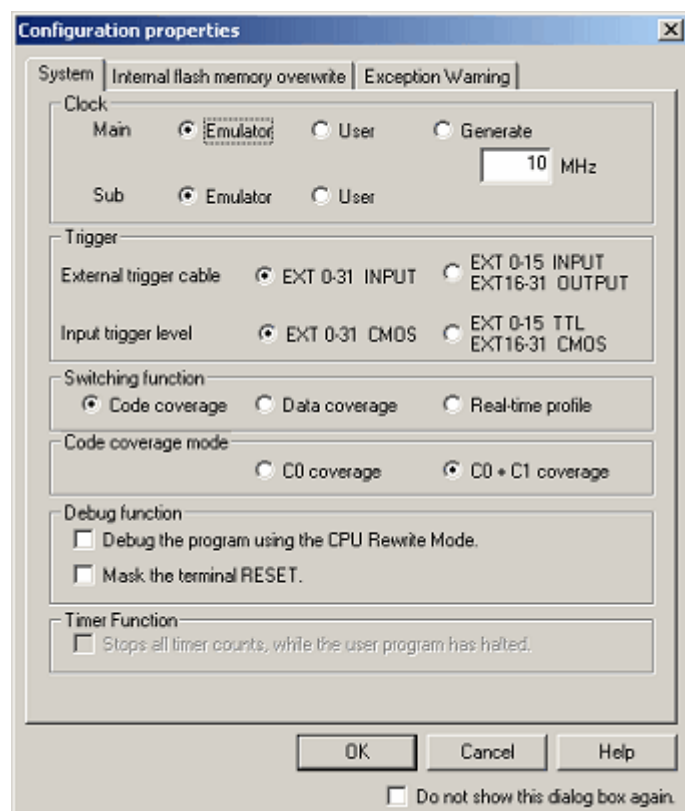 Configuration properties
System Internal flash memory overwrite Exception Warning
Clock
Main Emulator User Generate
10 MHz
Sub Emulator User
Trigger
External trigger cable EXT 0-31 INPUT EXT 0-15 INPUT
EXT16-31 OUTPUT
Input trigger level EXT 0-31 CMOS EXT 0-15 TTL
EXT16-31 CMOS
Switching function
Code coverage Data coverage Real-time profile
Code coverage mode
C0 coverage C0 + C1 coverage
Debug function
Debug the program using the CPU Rewrite Mode.
Mask the terminal RESET.
Timer Function
Stops all timer counts, while the user program has halted.
OK Cancel Help
Do not show this dialog box again.